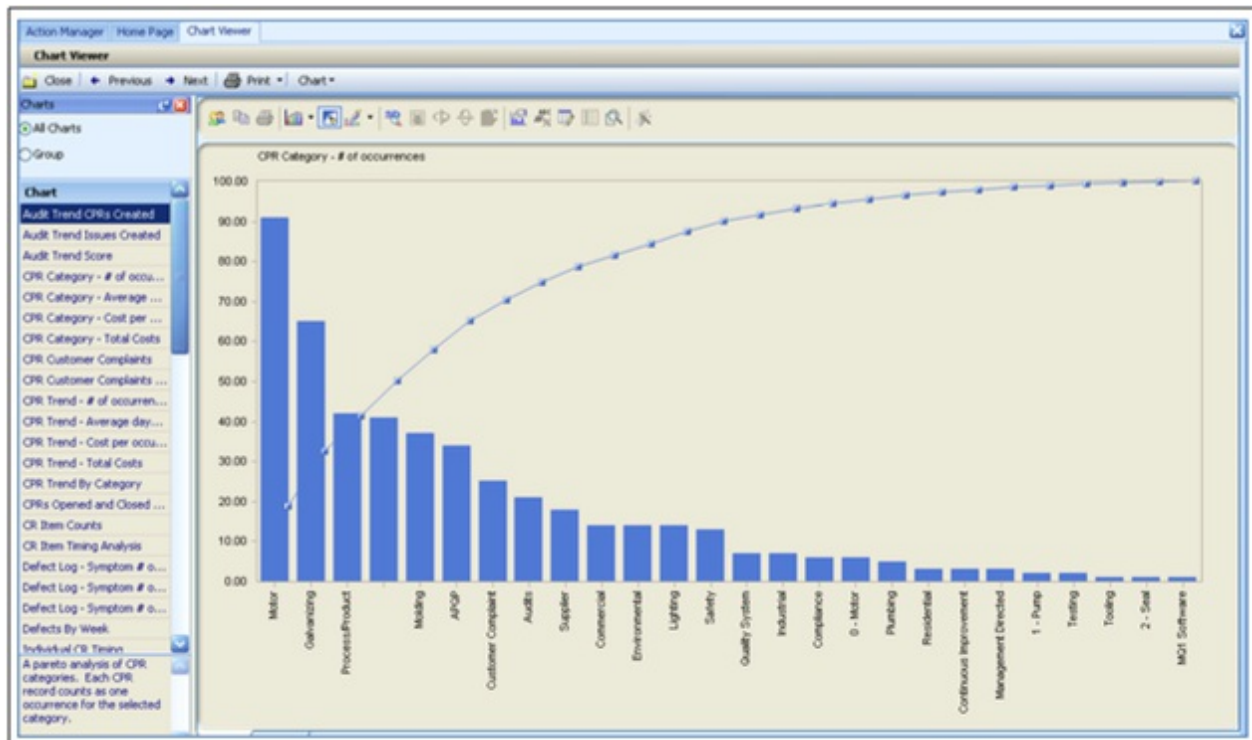 Action Manager Home Page Chart Viewer
Chart Viewer
Close Previous Next Print Chart
Charts
All Charts
Group
Chart
Audit Trend CPRs Created
Audit Trend Issues Created
Audit Trend Score
CPR Category - # of occu...
CPR Category - Average ...
CPR Category - Cost per ...
CPR Category - Total Costs
CPR Customer Complaints
CPR Customer Complaints ...
CPR Trend - # of occurren...
CPR Trend - Average day...
CPR Trend - Cost per occu...
CPR Trend - Total Costs
CPR Trend By Category
CPRs Opened and Closed ...
CR Item Counts
CR Item Timing Analysis
Defect Log - Symptom # o...
Defect Log - Symptom # o...
Defect Log - Symptom # o...
Defects By Week
Individual CR Timing
A pareto analysis of CPR
categories. Each CPR
record counts as one
occurrence for the selected
category.
CPR Category - # of occurrences
100.00
90.00
80.00
70.00
60.00
50.00
40.00
30.00
20.00
10.00
0.00
Motor
Galvanizing
Process/Product
Molding
APQP
Customer Complaint
Audits
Supplier
Commercial
Environmental
Lighting
Safety
Quality System
Industrial
Compliance
0 - Motor
Plumbing
Residential
Continuous Improvement
Management Directed
1 - Pump
Testing
Tooling
2 - Seal
MQ1 Software